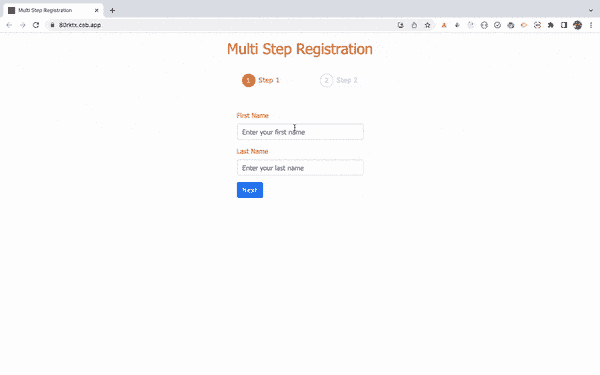 Multi Step Registration
80rktx.csb.app
Multi Step Registration
1 Step 1 2 Step 2
First Name
Enter your first name
Last Name
Enter your last name
Next